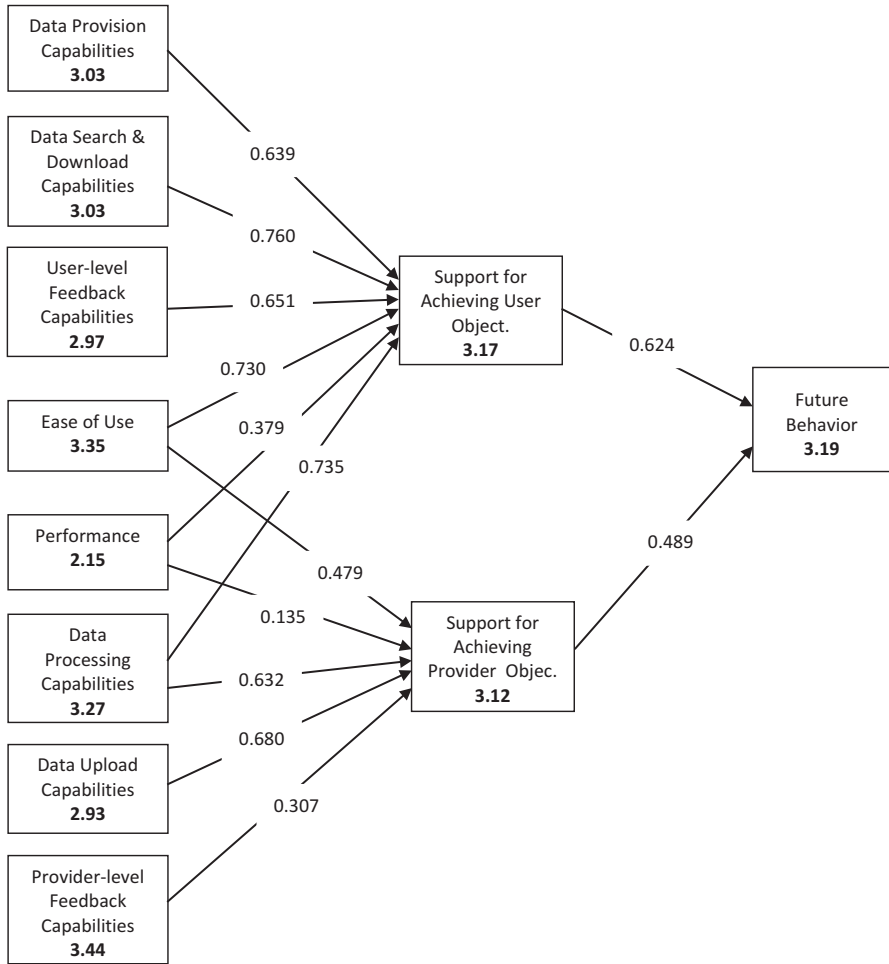 Data Provision
Capabilities
3.03
Data Search &
Download
Capabilities
3.03
User-level
Feedback
Capabilities
2.97
Ease of Use
3.35
Performance
2.15
Data
Processing
Capabilities
3.27
Data Upload
Capabilities
2.93
Provider-level
Feedback
Capabilities
3.44
0.639
0.760
0.651
0.730
0.379
0.735
0.479
0.135
0.632
0.680
0.307
Support for
Achieving User
Object.
3.17
Support for
Achieving
Provider Objec.
3.12
0.624
0.489
Future
Behavior
3.19